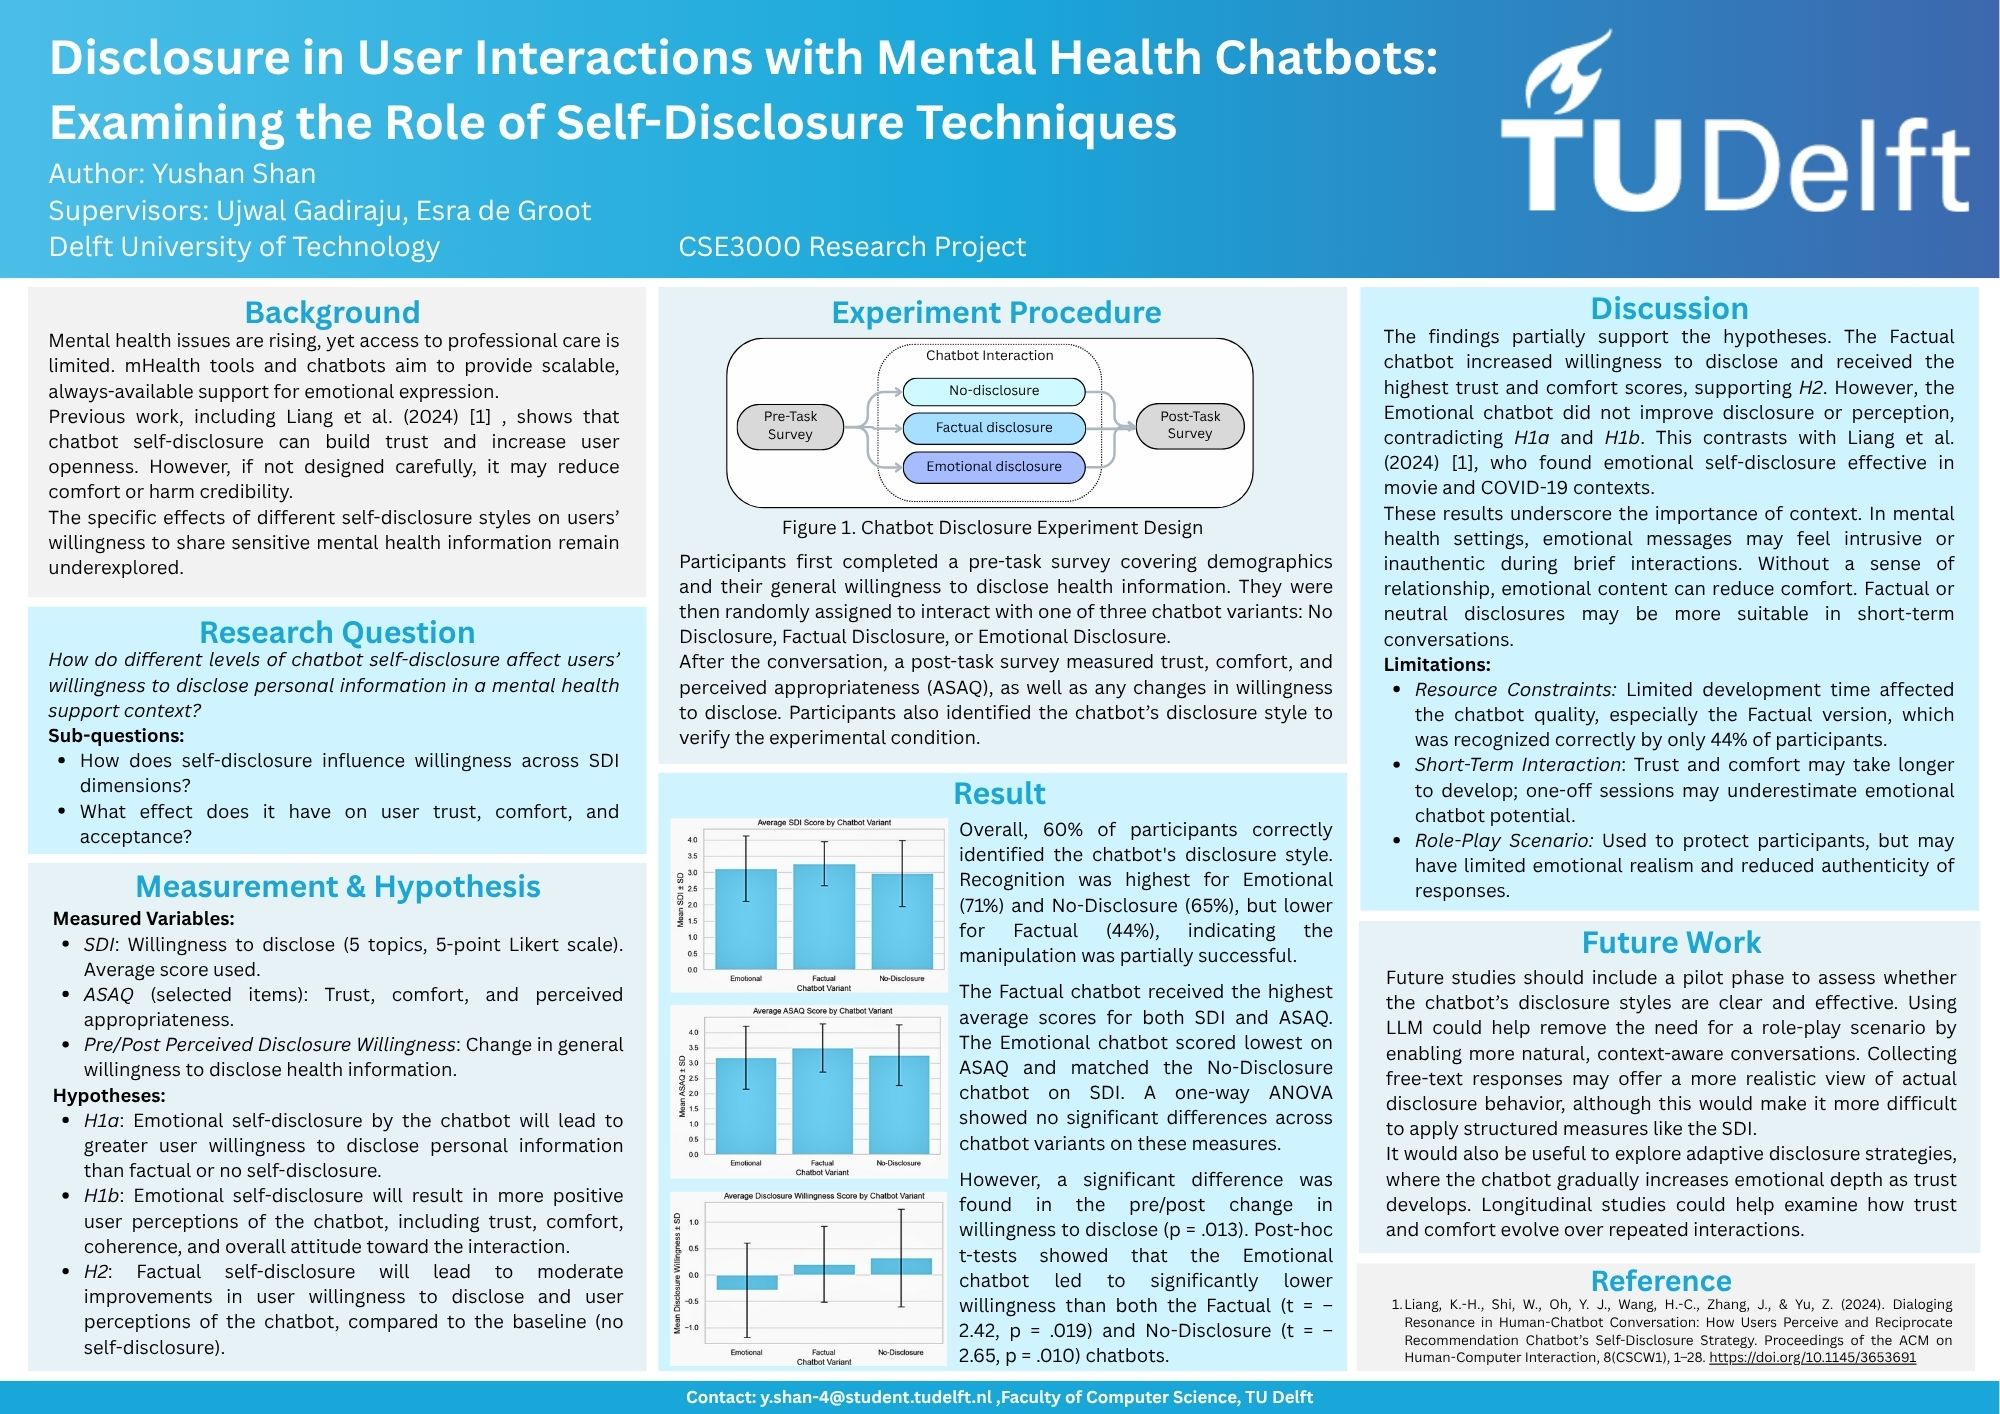 Disclosure in User Interactions with Mental Health Chatbots:
Examining the Role of Self-Disclosure Techniques
Author: Yushan Shan
Supervisors: Ujwal Gadiraju, Esra de Groot
Delft University of Technology
CSE3000 Research Project
TUDelft
Background
Mental health issues are rising, yet access to professional care is
limited. mHealth tools and chatbots aim to provide scalable,
always-available support for emotional expression.
Previous work, including Liang et al. (2024) [1] , shows that
chatbot self-disclosure can build trust and increase user
openness. However, if not designed carefully, it may reduce
comfort or harm credibility.
The specific effects of different self-disclosure styles on users’
willingness to share sensitive mental health information remain
underexplored.
Research Question
How do different levels of chatbot self-disclosure affect users’
willingness to disclose personal information in a mental health
support context?
Sub-questions:
• How does self-disclosure influence willingness across SDI
dimensions?
• What effect does it have on user trust, comfort, and
acceptance?
Measurement & Hypothesis
Measured Variables:
• SDI: Willingness to disclose (5 topics, 5-point Likert scale).
Average score used.
• ASAQ (selected items): Trust, comfort, and perceived
appropriateness.
• Pre/Post Perceived Disclosure Willingness: Change in general
willingness to disclose health information.
Hypotheses:
• H1a: Emotional self-disclosure by the chatbot will lead to
greater user willingness to disclose personal information
than factual or no self-disclosure.
• H1b: Emotional self-disclosure will result in more positive
user perceptions of the chatbot, including trust, comfort,
coherence, and overall attitude toward the interaction.
• H2: Factual self-disclosure will lead to moderate
improvements in user willingness to disclose and user
perceptions of the chatbot, compared to the baseline (no
self-disclosure).
Experiment Procedure
Chatbot Interaction
Pre-Task
Survey
No-disclosure
Factual disclosure
Emotional disclosure
Post-Task
Survey
Figure 1. Chatbot Disclosure Experiment Design
Participants first completed a pre-task survey covering demographics
and their general willingness to disclose health information. They were
then randomly assigned to interact with one of three chatbot variants: No
Disclosure, Factual Disclosure, or Emotional Disclosure.
After the conversation, a post-task survey measured trust, comfort, and
perceived appropriateness (ASAQ), as well as any changes in willingness
to disclose. Participants also identified the chatbot’s disclosure style to
verify the experimental condition.
Result
Average SDI Score by Chatbot Variant
Mean SDI ± SD
4.0
3.5
3.0
2.5
2.0
1.5
1.0
0.5
0.0
Emotional Factual No-Disclosure
Chatbot Variant
Average ASAQ Score by Chatbot Variant
Mean ASAQ ± SD
4.0
3.5
3.0
2.5
2.0
1.5
1.0
0.5
0.0
Emotional Factual No-Disclosure
Chatbot Variant
Average Disclosure Willingness Score by Chatbot Variant
Mean Disclosure Willingness ± SD
1.0
0.5
0.0
−0.5
−1.0
Emotional Factual No-Disclosure
Chatbot Variant
Overall, 60% of participants correctly
identified the chatbot's disclosure style.
Recognition was highest for Emotional
(71%) and No-Disclosure (65%), but lower
for Factual (44%), indicating the
manipulation was partially successful.
The Factual chatbot received the highest
average scores for both SDI and ASAQ.
The Emotional chatbot scored lowest on
ASAQ and matched the No-Disclosure
chatbot on SDI. A one-way ANOVA
showed no significant differences across
chatbot variants on these measures.
However, a significant difference was
found in the pre/post change in
willingness to disclose (p = .013). Post-hoc
t-tests showed that the Emotional
chatbot led to significantly lower
willingness than both the Factual (t = –
2.42, p = .019) and No-Disclosure (t = –
2.65, p = .010) chatbots.
Discussion
The findings partially support the hypotheses. The Factual
chatbot increased willingness to disclose and received the
highest trust and comfort scores, supporting H2. However, the
Emotional chatbot did not improve disclosure or perception,
contradicting H1a and H1b. This contrasts with Liang et al.
(2024) [1], who found emotional self-disclosure effective in
movie and COVID-19 contexts.
These results underscore the importance of context. In mental
health settings, emotional messages may feel intrusive or
inauthentic during brief interactions. Without a sense of
relationship, emotional content can reduce comfort. Factual or
neutral disclosures may be more suitable in short-term
conversations.
Limitations:
• Resource Constraints: Limited development time affected
the chatbot quality, especially the Factual version, which
was recognized correctly by only 44% of participants.
• Short-Term Interaction: Trust and comfort may take longer
to develop; one-off sessions may underestimate emotional
chatbot potential.
• Role-Play Scenario: Used to protect participants, but may
have limited emotional realism and reduced authenticity of
responses.
Future Work
Future studies should include a pilot phase to assess whether
the chatbot’s disclosure styles are clear and effective. Using
LLM could help remove the need for a role-play scenario by
enabling more natural, context-aware conversations. Collecting
free-text responses may offer a more realistic view of actual
disclosure behavior, although this would make it more difficult
to apply structured measures like the SDI.
It would also be useful to explore adaptive disclosure strategies,
where the chatbot gradually increases emotional depth as trust
develops. Longitudinal studies could help examine how trust
and comfort evolve over repeated interactions.
Reference
1. Liang, K.-H., Shi, W., Oh, Y. J., Wang, H.-C., Zhang, J., & Yu, Z. (2024). Dialoging
Resonance in Human-Chatbot Conversation: How Users Perceive and Reciprocate
Recommendation Chatbot’s Self-Disclosure Strategy. Proceedings of the ACM on
Human-Computer Interaction, 8(CSCW1), 1–28. https://doi.org/10.1145/3653691
Contact: y.shan-4@student.tudelft.nl ,Faculty of Computer Science, TU Delft